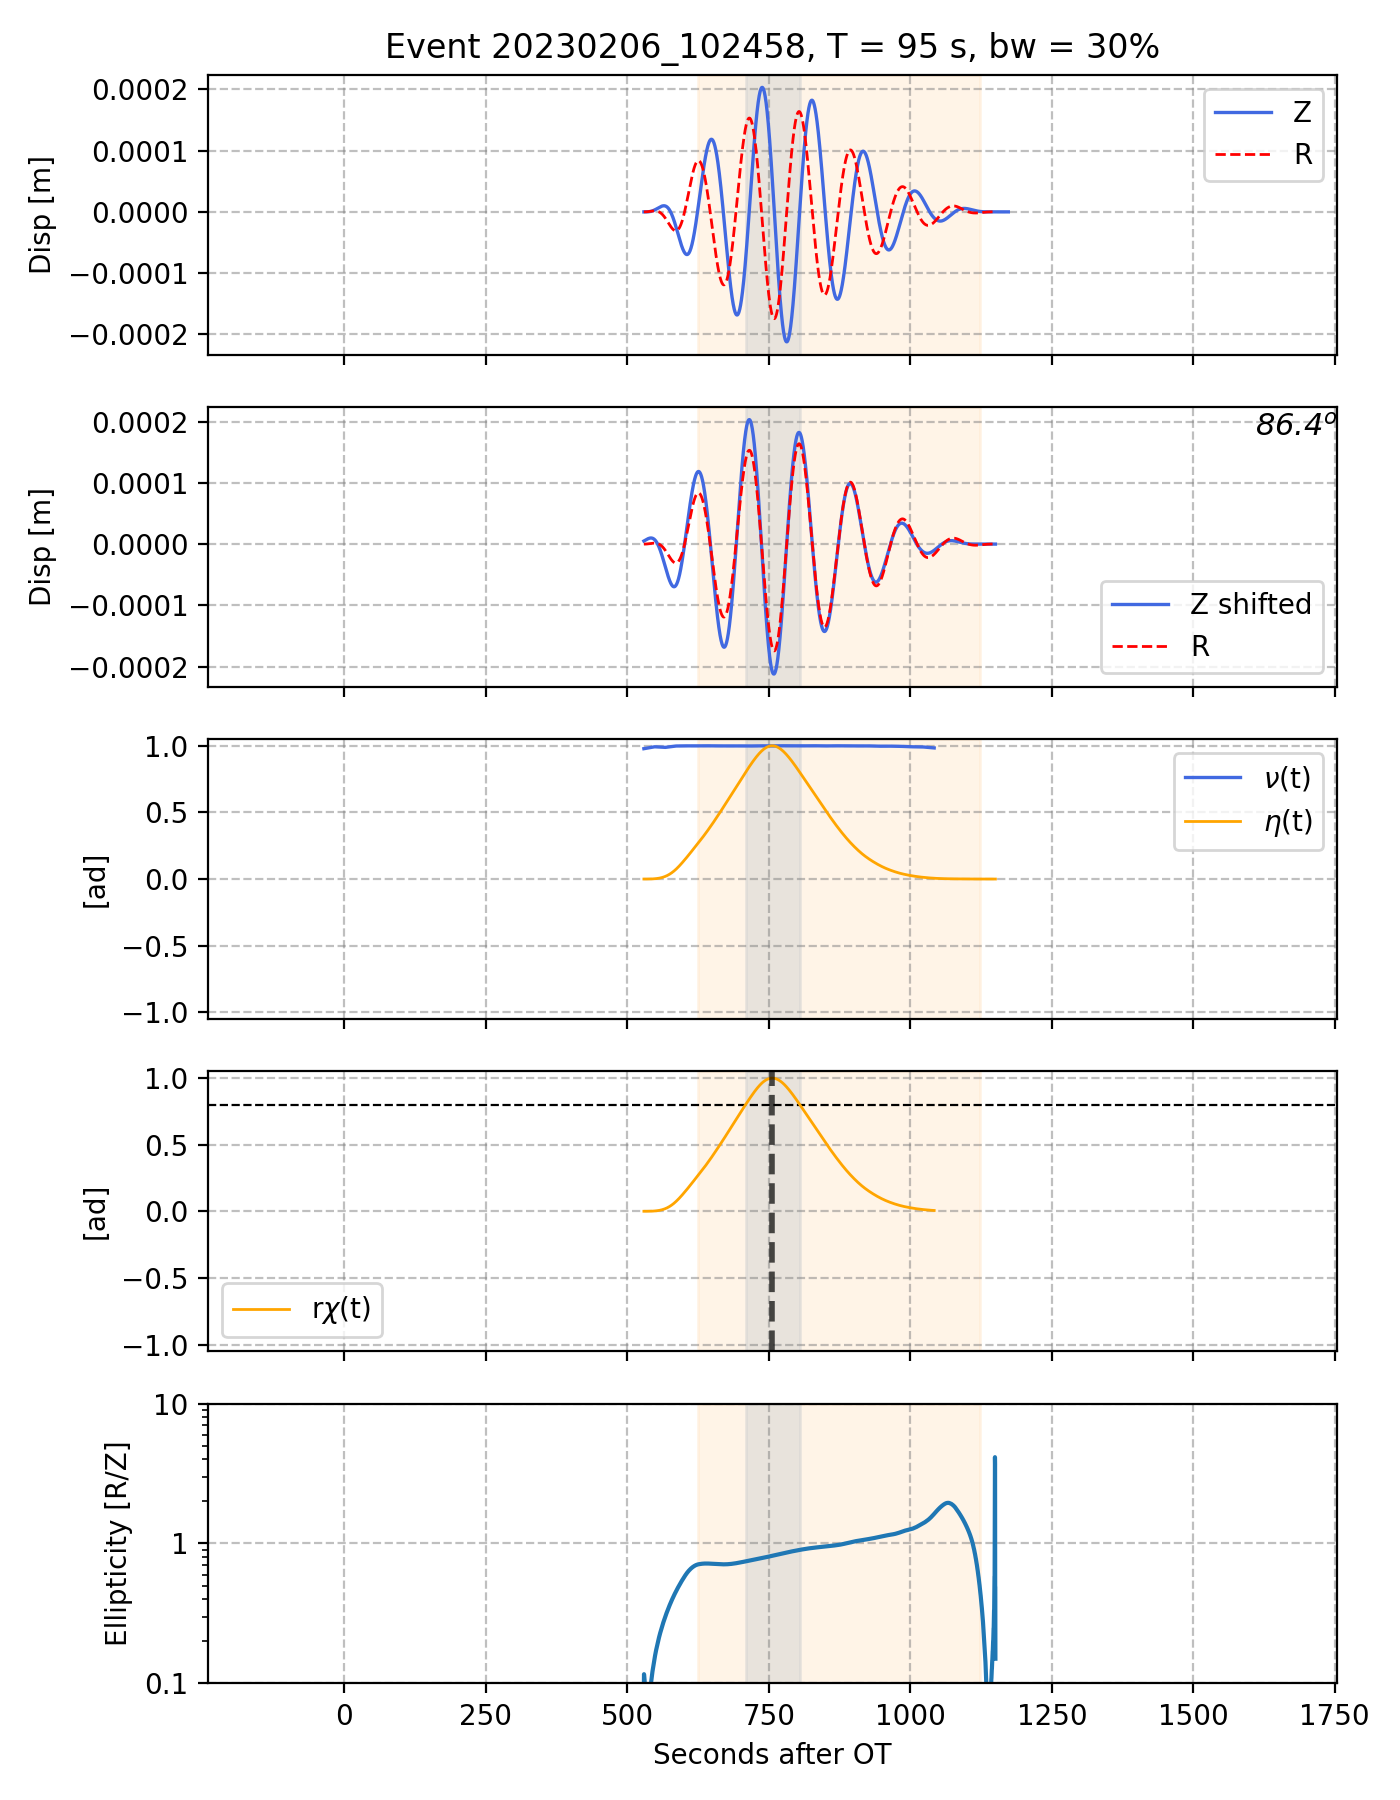 Event 20230206_102458, T = 95 s, bw = 30%
0.0002
0.0001
0.0000
−0.0001
−0.0002
Disp [m]
Z
R
0.0002
0.0001
0.0000
−0.0001
−0.0002
Disp [m]
86.4°
Z shifted
R
1.0
0.5
0.0
−0.5
−1.0
[ad]
ν(t)
η(t)
1.0
0.5
0.0
−0.5
−1.0
[ad]
rχ(t)
10
1
0.1
Ellipticity [R/Z]
0 250 500 750 1000 1250 1500 1750
Seconds after OT